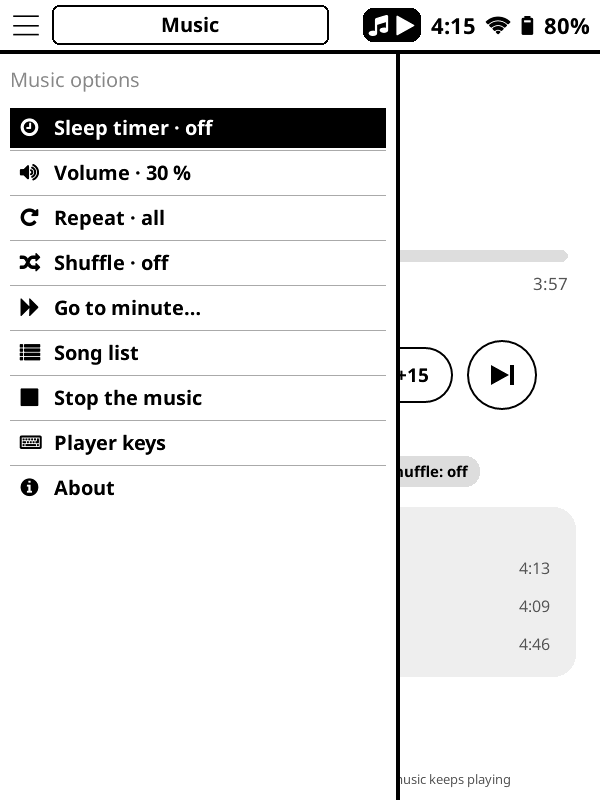 Music
4:15
80%
Music options
Sleep timer · off
Volume · 30 %
Repeat · all
Shuffle · off
Go to minute...
Song list
Stop the music
Player keys
About
3:57
+15
huffle: off
4:13
4:09
4:46
music keeps playing